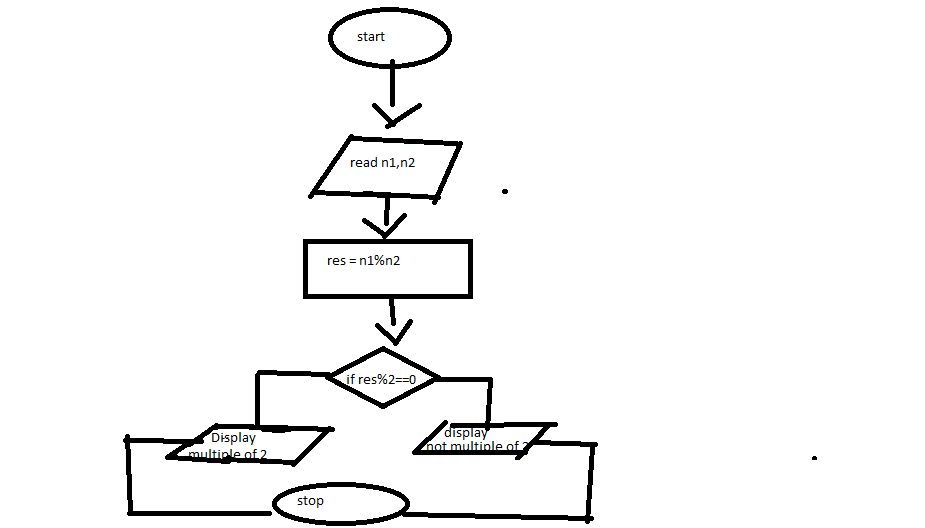 start
read n1,n2
res = n1%n2
if res%2==0
Display
multiple of 2
display
not multiple of 2
stop